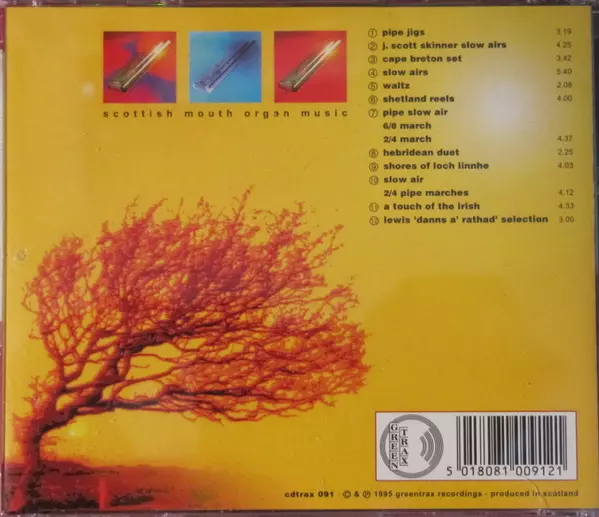 scottish mouth organ music
① pipe jigs 3.19
② j. scott skinner slow airs 4.25
③ cape breton set 3.42
④ slow airs 5.40
⑤ waltz 2.08
⑥ shetland reels 4.00
⑦ pipe slow air
6/8 march
2/4 march 4.37
⑧ hebridean duet 2.25
⑨ shores of loch linnhe 4.03
⑩ slow air
2/4 pipe marches 4.12
⑪ a touch of the irish 4.33
⑫ lewis 'danns a' rathad' selection 3.00
GREEN
TRAX
5 018081 009121
cdtrax 091 · © & ℗ 1995 greentrax recordings · produced in scotland